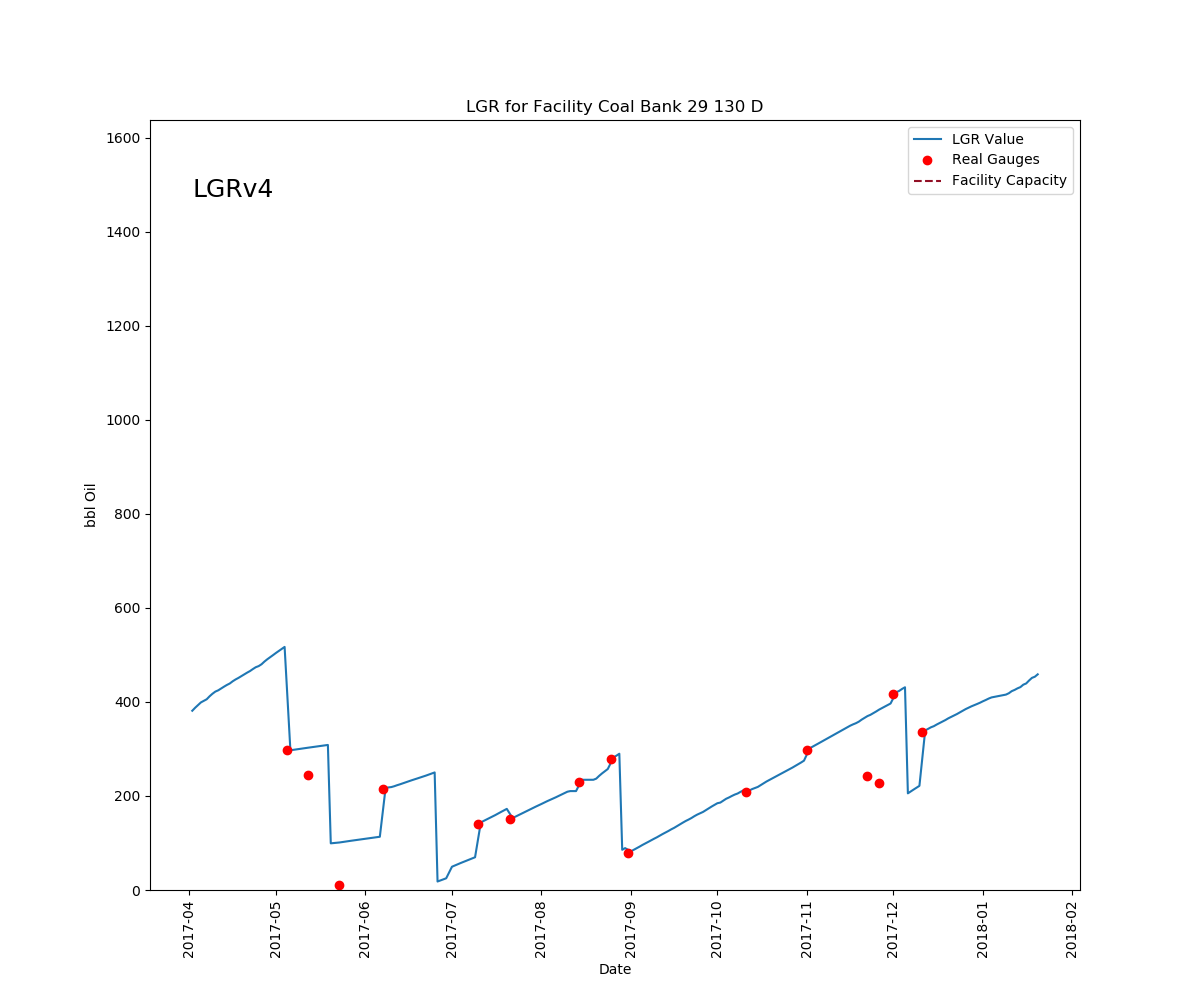 LGR for Facility Coal Bank 29 130 D
LGRv4
LGR Value
Real Gauges
Facility Capacity
bbl Oil
1600
1400
1200
1000
800
600
400
200
0
2017-04
2017-05
2017-06
2017-07
2017-08
2017-09
2017-10
2017-11
2017-12
2018-01
2018-02
Date